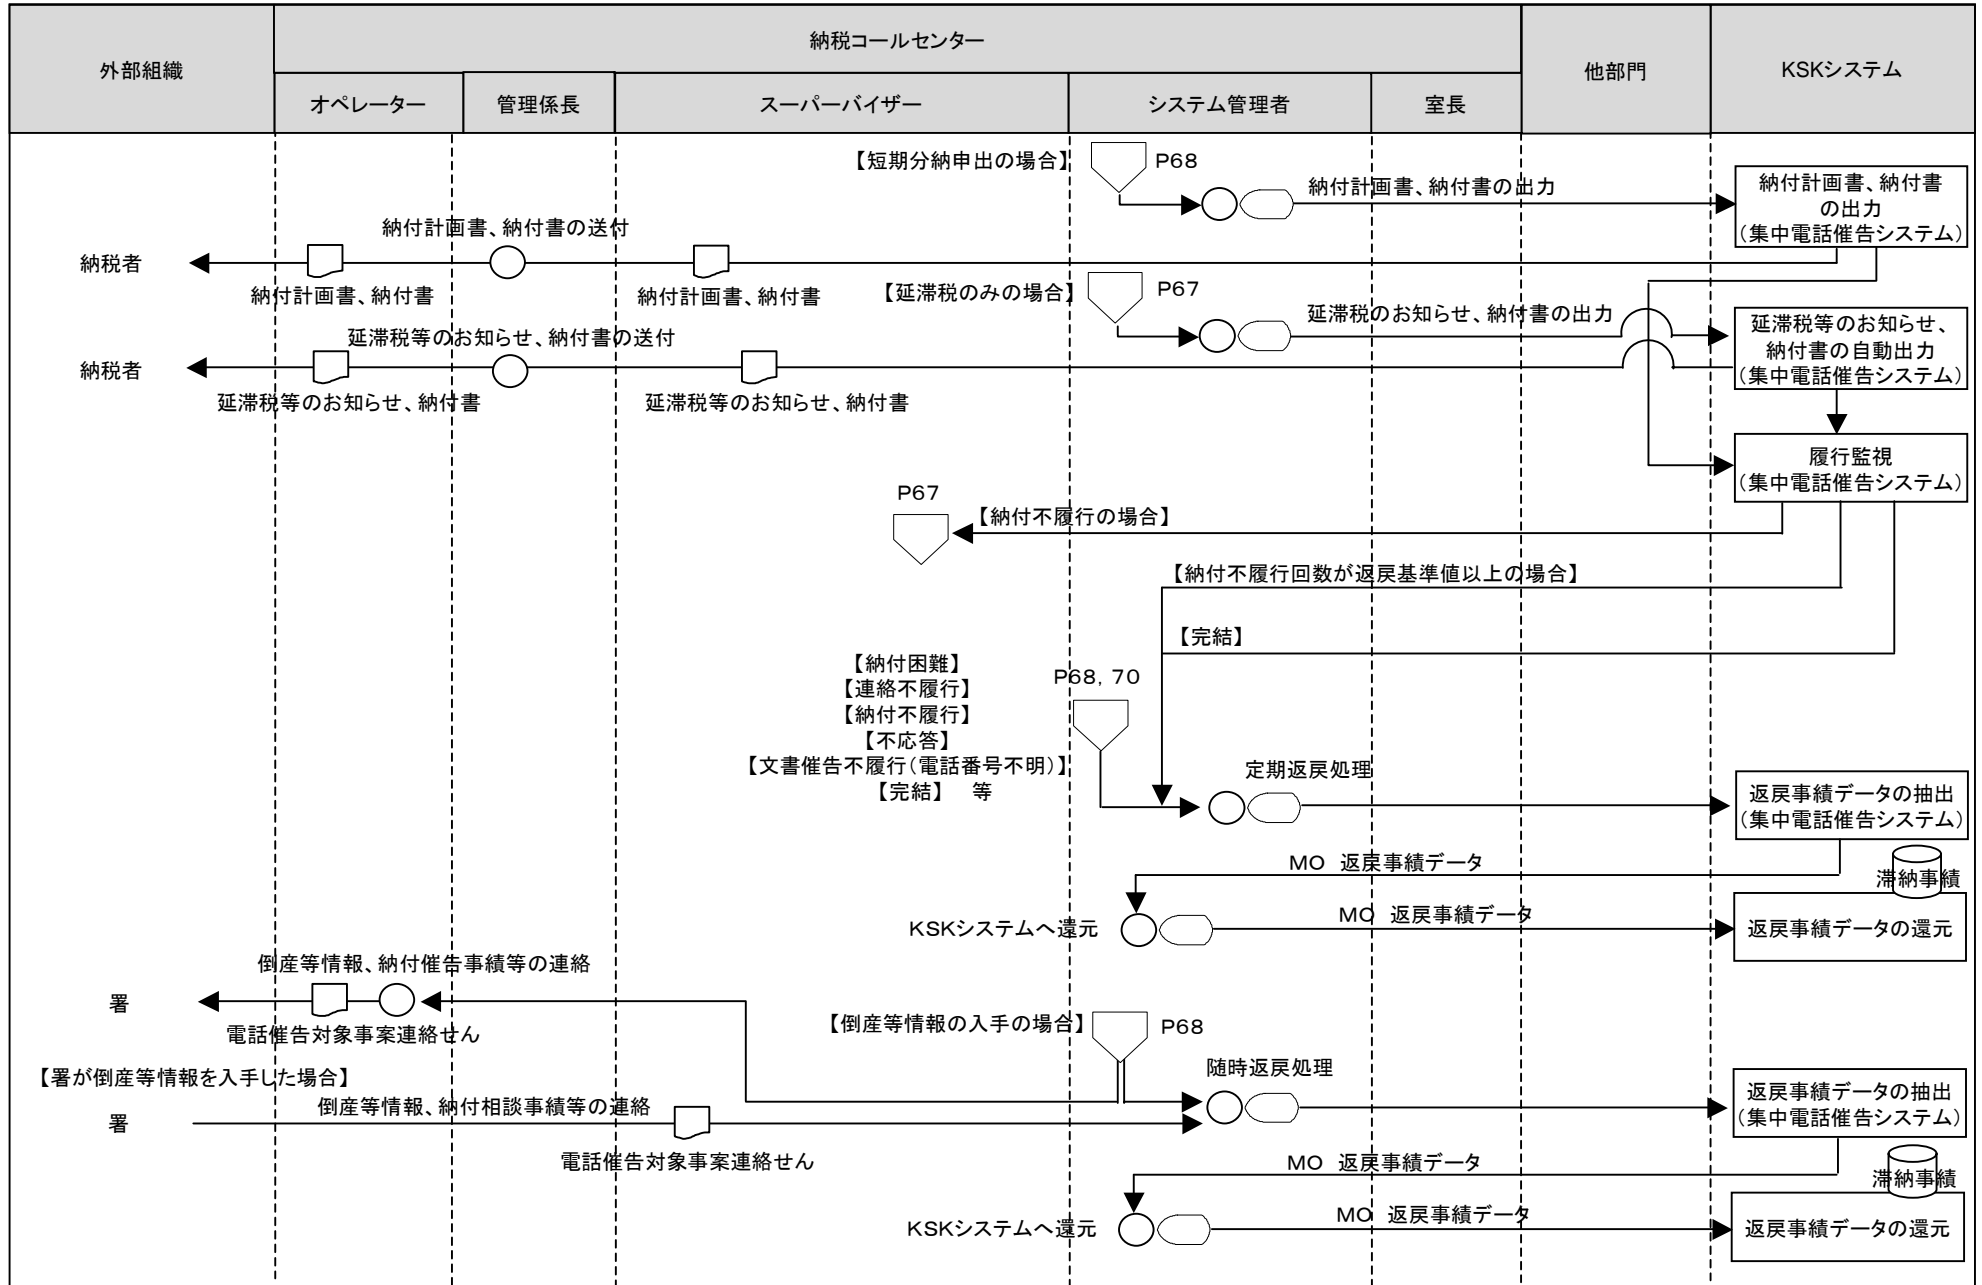 外部組織
納税コールセンター
他部門
KSKシステム
オペレーター
管理係長
スーパーバイザー
システム管理者
室長
【短期分納申出の場合】
P68
納付計画書、納付書の出力
納付計画書、納付書
の出力
(集中電話催告システム)
納付計画書、納付書の送付
納税者
納付計画書、納付書
納付計画書、納付書
【延滞税のみの場合】
P67
延滞税のお知らせ、納付書の出力
延滞税等のお知らせ、
納付書の自動出力
(集中電話催告システム)
延滞税等のお知らせ、納付書の送付
納税者
延滞税等のお知らせ、納付書
延滞税等のお知らせ、納付書
履行監視
(集中電話催告システム)
P67
【納付不履行の場合】
【納付不履行回数が返戻基準値以上の場合】
【完結】
【納付困難】
【連絡不履行】
【納付不履行】
【不応答】
【文書催告不履行(電話番号不明)】
【完結】 等
P68, 70
定期返戻処理
返戻事績データの抽出
(集中電話催告システム)
MO 返戻事績データ
滞納事績
KSKシステムへ還元
MO 返戻事績データ
返戻事績データの還元
倒産等情報、納付催告事績等の連絡
署
電話催告対象事案連絡せん
【倒産等情報の入手の場合】
P68
【署が倒産等情報を入手した場合】
随時返戻処理
返戻事績データの抽出
(集中電話催告システム)
倒産等情報、納付相談事績等の連絡
署
電話催告対象事案連絡せん
MO 返戻事績データ
滞納事績
KSKシステムへ還元
MO 返戻事績データ
返戻事績データの還元